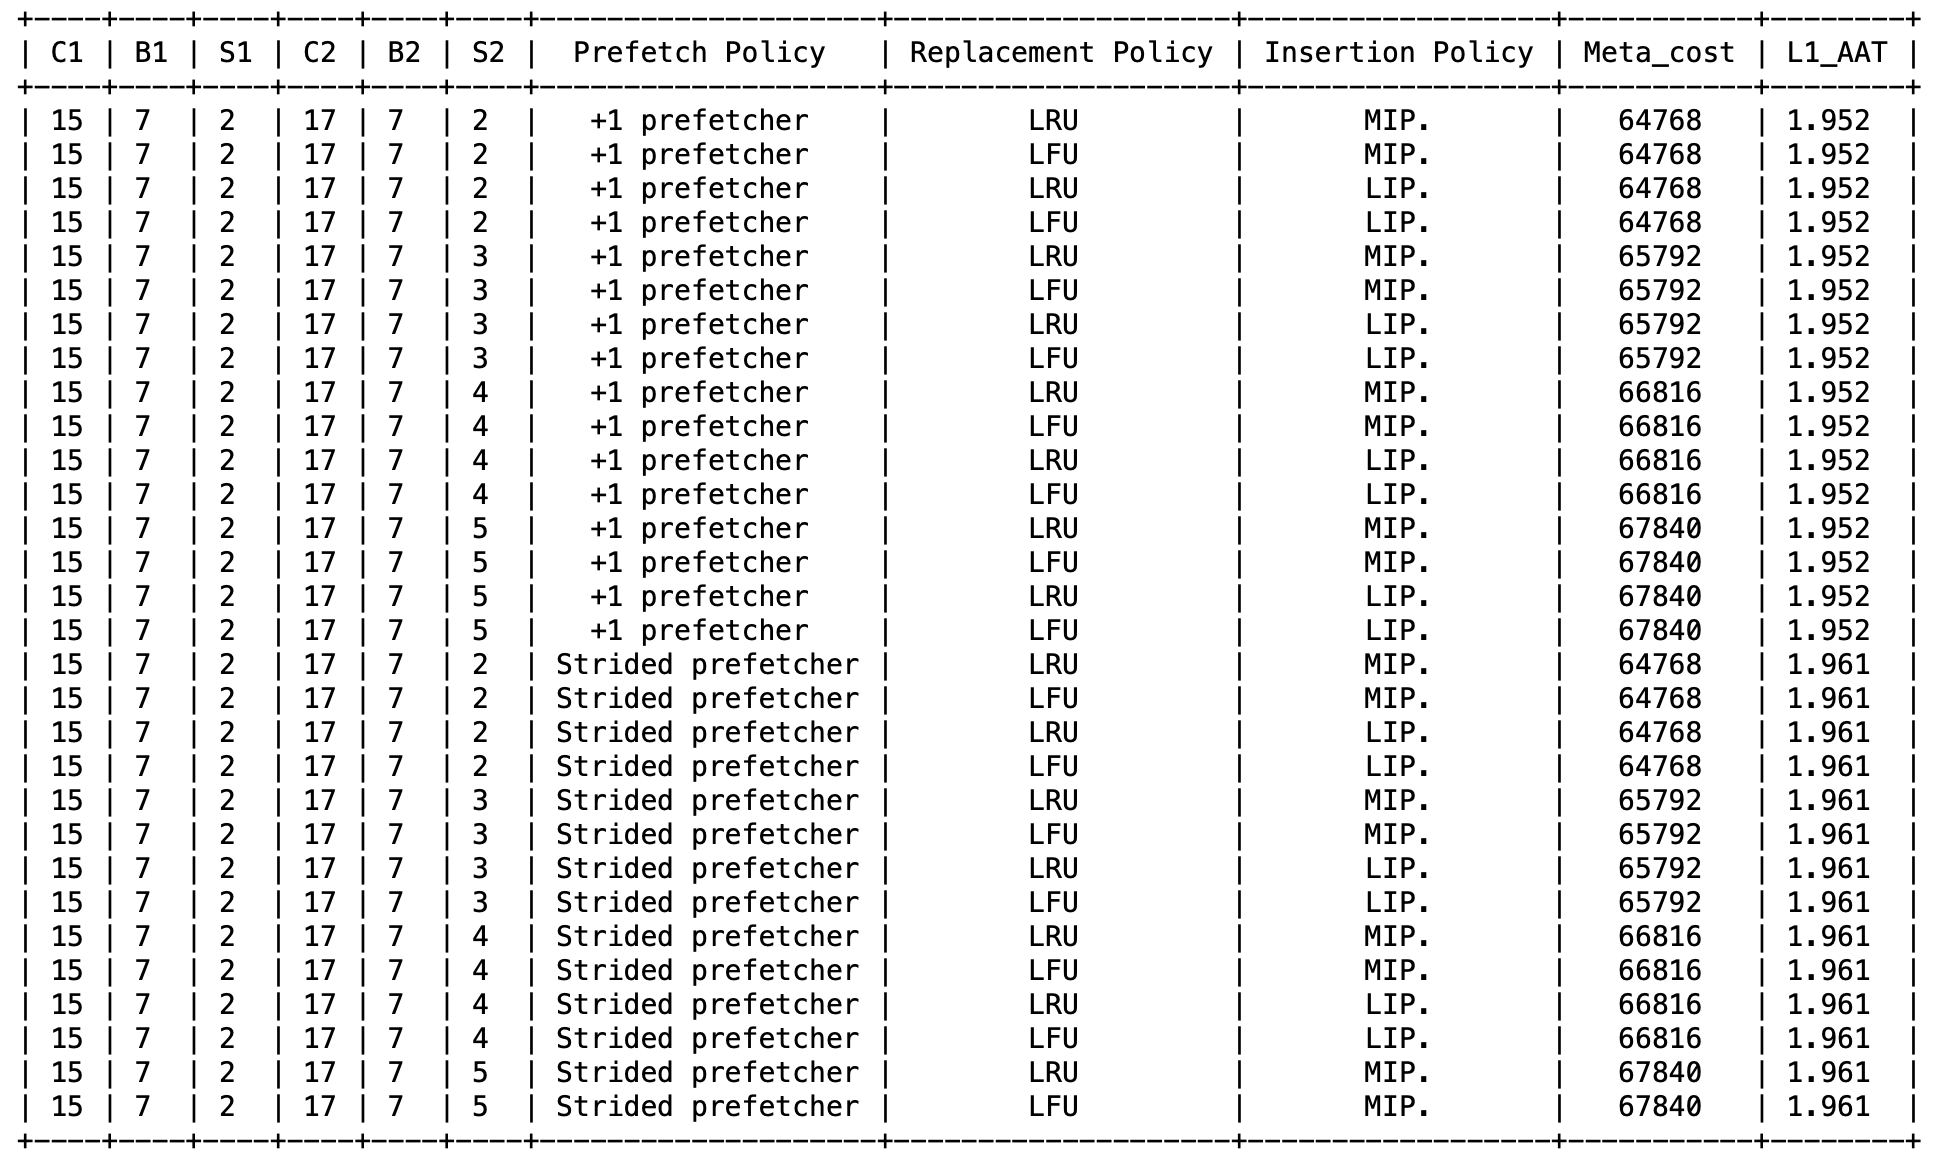 +----+----+----+----+----+----+--------------------+--------------------+------------------+-----------+--------+
| C1 | B1 | S1 | C2 | B2 | S2 |  Prefetch Policy   | Replacement Policy | Insertion Policy | Meta_cost | L1_AAT |
+----+----+----+----+----+----+--------------------+--------------------+------------------+-----------+--------+
| 15 | 7  | 2  | 17 | 7  | 2  |   +1 prefetcher    |        LRU         |       MIP.       |   64768   | 1.952  |
| 15 | 7  | 2  | 17 | 7  | 2  |   +1 prefetcher    |        LFU         |       MIP.       |   64768   | 1.952  |
| 15 | 7  | 2  | 17 | 7  | 2  |   +1 prefetcher    |        LRU         |       LIP.       |   64768   | 1.952  |
| 15 | 7  | 2  | 17 | 7  | 2  |   +1 prefetcher    |        LFU         |       LIP.       |   64768   | 1.952  |
| 15 | 7  | 2  | 17 | 7  | 3  |   +1 prefetcher    |        LRU         |       MIP.       |   65792   | 1.952  |
| 15 | 7  | 2  | 17 | 7  | 3  |   +1 prefetcher    |        LFU         |       MIP.       |   65792   | 1.952  |
| 15 | 7  | 2  | 17 | 7  | 3  |   +1 prefetcher    |        LRU         |       LIP.       |   65792   | 1.952  |
| 15 | 7  | 2  | 17 | 7  | 3  |   +1 prefetcher    |        LFU         |       LIP.       |   65792   | 1.952  |
| 15 | 7  | 2  | 17 | 7  | 4  |   +1 prefetcher    |        LRU         |       MIP.       |   66816   | 1.952  |
| 15 | 7  | 2  | 17 | 7  | 4  |   +1 prefetcher    |        LFU         |       MIP.       |   66816   | 1.952  |
| 15 | 7  | 2  | 17 | 7  | 4  |   +1 prefetcher    |        LRU         |       LIP.       |   66816   | 1.952  |
| 15 | 7  | 2  | 17 | 7  | 4  |   +1 prefetcher    |        LFU         |       LIP.       |   66816   | 1.952  |
| 15 | 7  | 2  | 17 | 7  | 5  |   +1 prefetcher    |        LRU         |       MIP.       |   67840   | 1.952  |
| 15 | 7  | 2  | 17 | 7  | 5  |   +1 prefetcher    |        LFU         |       MIP.       |   67840   | 1.952  |
| 15 | 7  | 2  | 17 | 7  | 5  |   +1 prefetcher    |        LRU         |       LIP.       |   67840   | 1.952  |
| 15 | 7  | 2  | 17 | 7  | 5  |   +1 prefetcher    |        LFU         |       LIP.       |   67840   | 1.952  |
| 15 | 7  | 2  | 17 | 7  | 2  | Strided prefetcher |        LRU         |       MIP.       |   64768   | 1.961  |
| 15 | 7  | 2  | 17 | 7  | 2  | Strided prefetcher |        LFU         |       MIP.       |   64768   | 1.961  |
| 15 | 7  | 2  | 17 | 7  | 2  | Strided prefetcher |        LRU         |       LIP.       |   64768   | 1.961  |
| 15 | 7  | 2  | 17 | 7  | 2  | Strided prefetcher |        LFU         |       LIP.       |   64768   | 1.961  |
| 15 | 7  | 2  | 17 | 7  | 3  | Strided prefetcher |        LRU         |       MIP.       |   65792   | 1.961  |
| 15 | 7  | 2  | 17 | 7  | 3  | Strided prefetcher |        LFU         |       MIP.       |   65792   | 1.961  |
| 15 | 7  | 2  | 17 | 7  | 3  | Strided prefetcher |        LRU         |       LIP.       |   65792   | 1.961  |
| 15 | 7  | 2  | 17 | 7  | 3  | Strided prefetcher |        LFU         |       LIP.       |   65792   | 1.961  |
| 15 | 7  | 2  | 17 | 7  | 4  | Strided prefetcher |        LRU         |       MIP.       |   66816   | 1.961  |
| 15 | 7  | 2  | 17 | 7  | 4  | Strided prefetcher |        LFU         |       MIP.       |   66816   | 1.961  |
| 15 | 7  | 2  | 17 | 7  | 4  | Strided prefetcher |        LRU         |       LIP.       |   66816   | 1.961  |
| 15 | 7  | 2  | 17 | 7  | 4  | Strided prefetcher |        LFU         |       LIP.       |   66816   | 1.961  |
| 15 | 7  | 2  | 17 | 7  | 5  | Strided prefetcher |        LRU         |       MIP.       |   67840   | 1.961  |
| 15 | 7  | 2  | 17 | 7  | 5  | Strided prefetcher |        LFU         |       MIP.       |   67840   | 1.961  |
+----+----+----+----+----+----+--------------------+--------------------+------------------+-----------+--------+